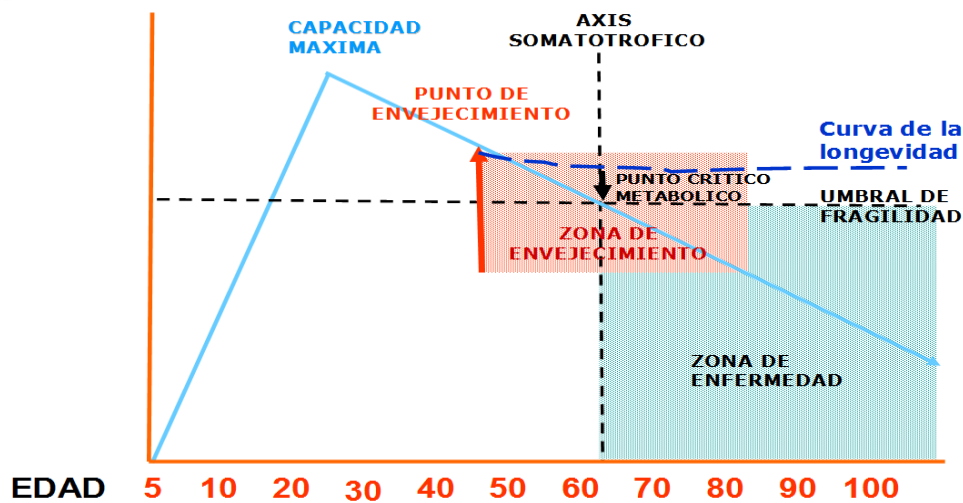 CAPACIDAD
MAXIMA
AXIS
SOMATOTROFICO
PUNTO DE
ENVEJECIMIENTO
Curva de la
longevidad
PUNTO CRITICO
METABOLICO
UMBRAL DE
FRAGILIDAD
ZONA DE
ENVEJECIMIENTO
ZONA DE
ENFERMEDAD
EDAD 5 10 20 30 40 50 60 70 80 90 100